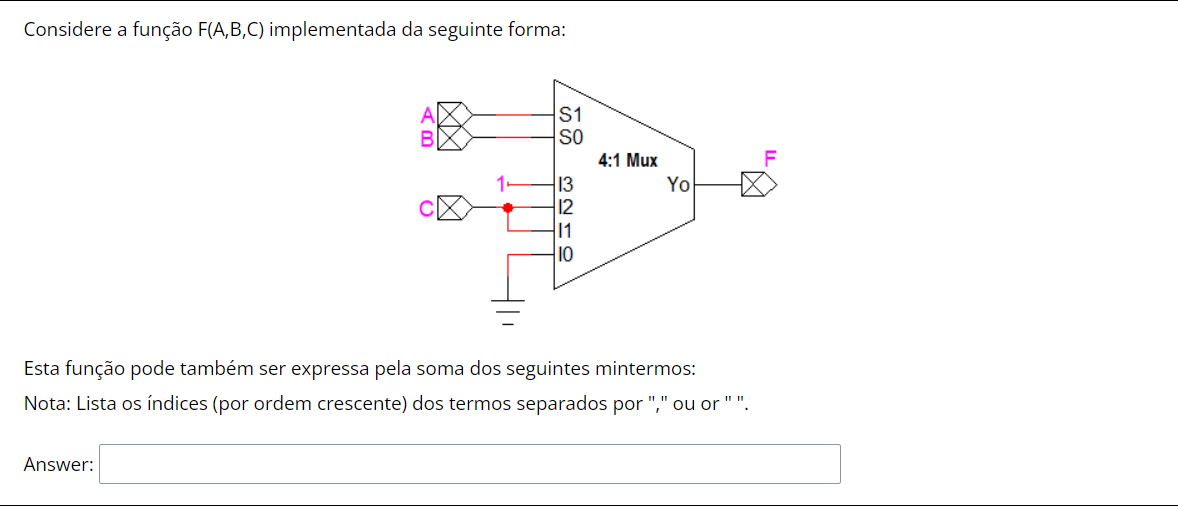 Considere a função F(A,B,C) implementada da seguinte forma:
A
B
C
1
S1
S0
I3
I2
I1
I0
4:1 Mux
Yo
F
Esta função pode também ser expressa pela soma dos seguintes mintermos:
Nota: Lista os índices (por ordem crescente) dos termos separados por "," ou or " ".
Answer: